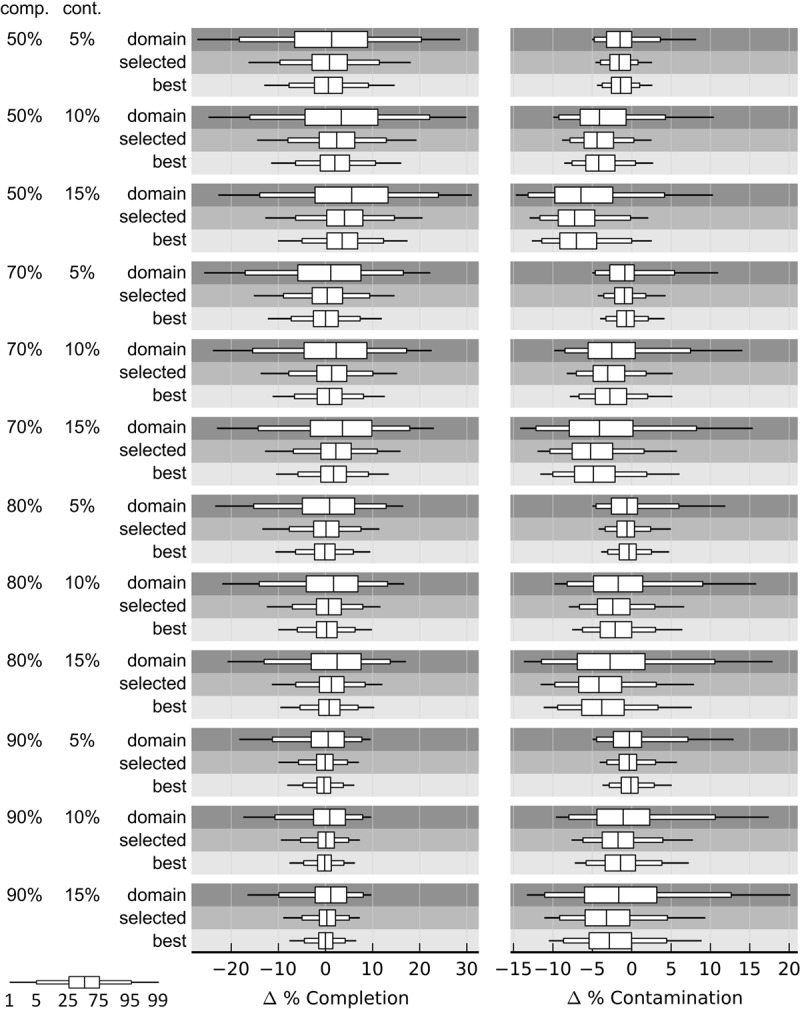 comp. cont.
50% 5% domain
selected
best
50% 10% domain
selected
best
50% 15% domain
selected
best
70% 5% domain
selected
best
70% 10% domain
selected
best
70% 15% domain
selected
best
80% 5% domain
selected
best
80% 10% domain
selected
best
80% 15% domain
selected
best
90% 5% domain
selected
best
90% 10% domain
selected
best
90% 15% domain
selected
best
−20 −10 0 10 20 30 −15 −10 −5 0 5 10 15 20
1 5 25 75 95 99 Δ % Completion Δ % Contamination